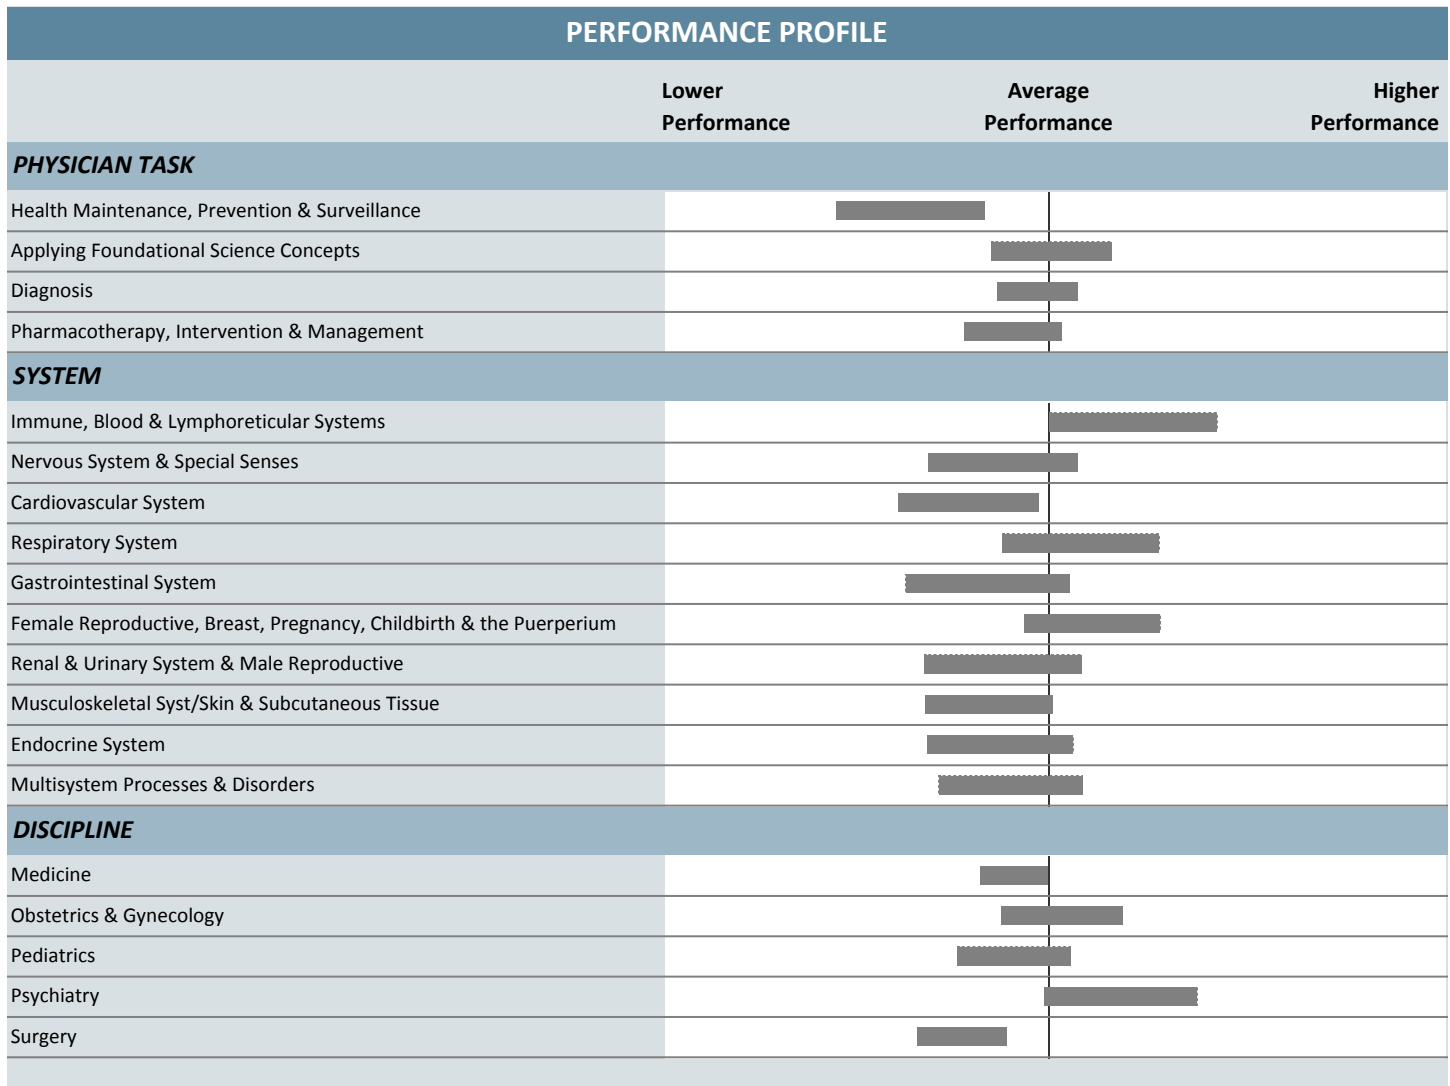 PERFORMANCE PROFILE
Lower Performance
Average Performance
Higher Performance
PHYSICIAN TASK
Health Maintenance, Prevention & Surveillance
Applying Foundational Science Concepts
Diagnosis
Pharmacotherapy, Intervention & Management
SYSTEM
Immune, Blood & Lymphoreticular Systems
Nervous System & Special Senses
Cardiovascular System
Respiratory System
Gastrointestinal System
Female Reproductive, Breast, Pregnancy, Childbirth & the Puerperium
Renal & Urinary System & Male Reproductive
Musculoskeletal Syst/Skin & Subcutaneous Tissue
Endocrine System
Multisystem Processes & Disorders
DISCIPLINE
Medicine
Obstetrics & Gynecology
Pediatrics
Psychiatry
Surgery